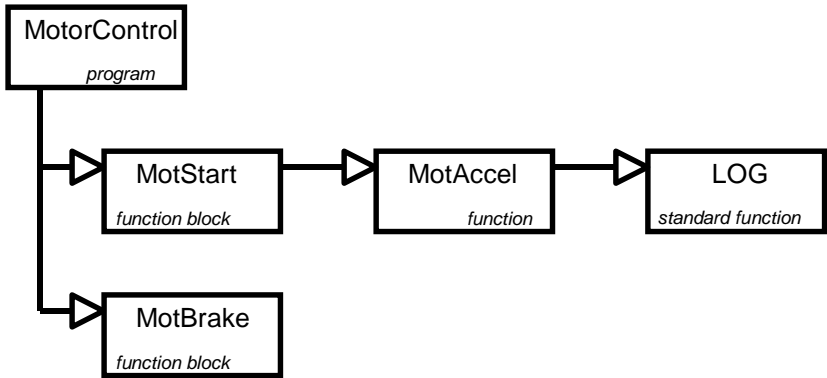 MotorControl
program
MotStart
function block
MotAccel
function
LOG
standard function
MotBrake
function block